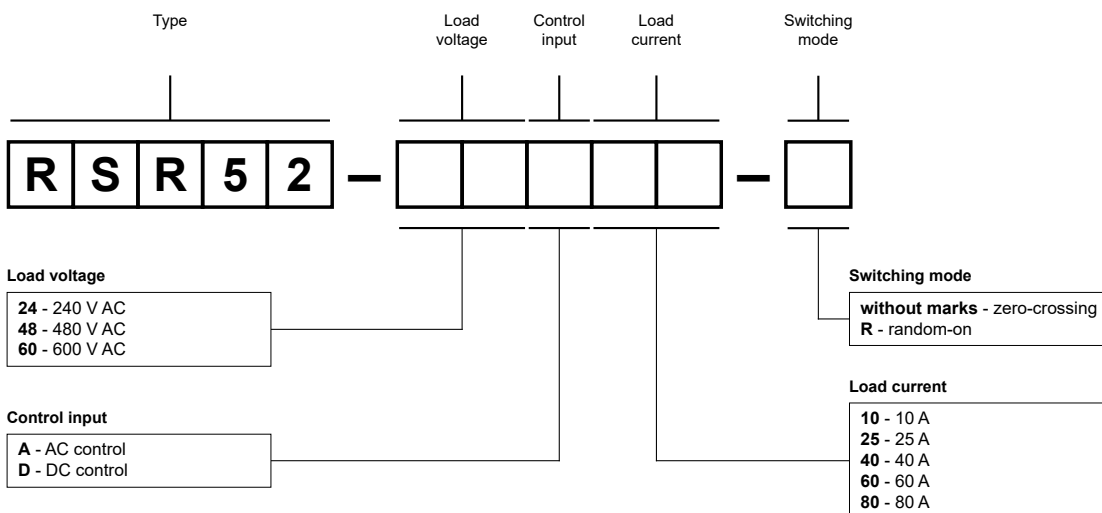 Type
Load voltage
Control input
Load current
Switching mode
RSR52 – –
Load voltage
24 - 240 V AC
48 - 480 V AC
60 - 600 V AC
Control input
A - AC control
D - DC control
Switching mode
without marks - zero-crossing
R - random-on
Load current
10 - 10 A
25 - 25 A
40 - 40 A
60 - 60 A
80 - 80 A